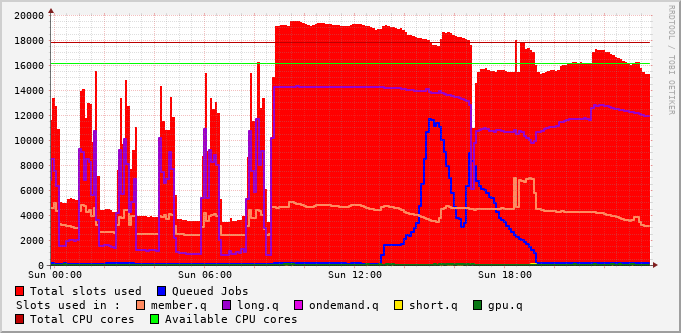 20000
18000
16000
14000
12000
10000
8000
6000
4000
2000
0
Sun 00:00 Sun 06:00 Sun 12:00 Sun 18:00
RRDTOOL / TOBI OETIKER
Total slots used Queued Jobs
Slots used in : member.q long.q ondemand.q short.q gpu.q
Total CPU cores Available CPU cores